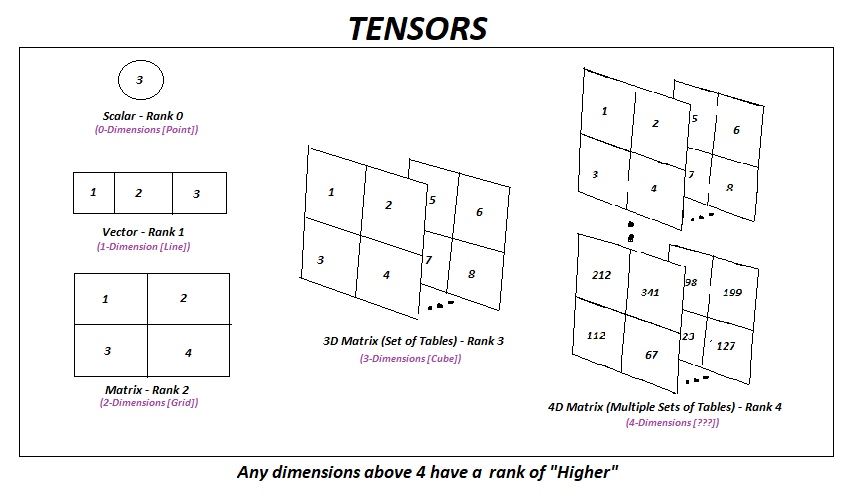 TENSORS
3
Scalar - Rank 0
(0-Dimensions [Point])
1 2 3
Vector - Rank 1
(1-Dimension [Line])
1 2
3 4
Matrix - Rank 2
(2-Dimensions [Grid])
1 2 5 6
3 4 7 8
3D Matrix (Set of Tables) - Rank 3
(3-Dimensions [Cube])
1 2 5 6
3 4 7 8
212 341 98 199
112 67 23 127
4D Matrix (Multiple Sets of Tables) - Rank 4
(4-Dimensions [???])
Any dimensions above 4 have a rank of "Higher"